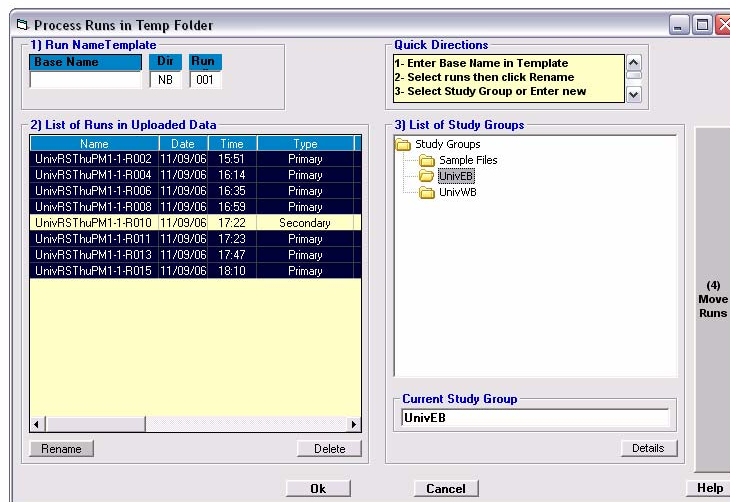 Process Runs in Temp Folder
1) Run NameTemplate
Base Name Dir Run
NB 001
Quick Directions
1- Enter Base Name in Template
2- Select runs then click Rename
3- Select Study Group or Enter new
2) List of Runs in Uploaded Data
Name Date Time Type
UnivRSThuPM1-1-R002 11/09/06 15:51 Primary
UnivRSThuPM1-1-R004 11/09/06 16:14 Primary
UnivRSThuPM1-1-R006 11/09/06 16:35 Primary
UnivRSThuPM1-1-R008 11/09/06 16:59 Primary
UnivRSThuPM1-1-R010 11/09/06 17:22 Secondary
UnivRSThuPM1-1-R011 11/09/06 17:23 Primary
UnivRSThuPM1-1-R013 11/09/06 17:47 Primary
UnivRSThuPM1-1-R015 11/09/06 18:10 Primary
Rename Delete
3) List of Study Groups
Study Groups
Sample Files
UnivEB
UnivWB
Current Study Group
UnivEB
Details
(4)
Move
Runs
Ok Cancel Help